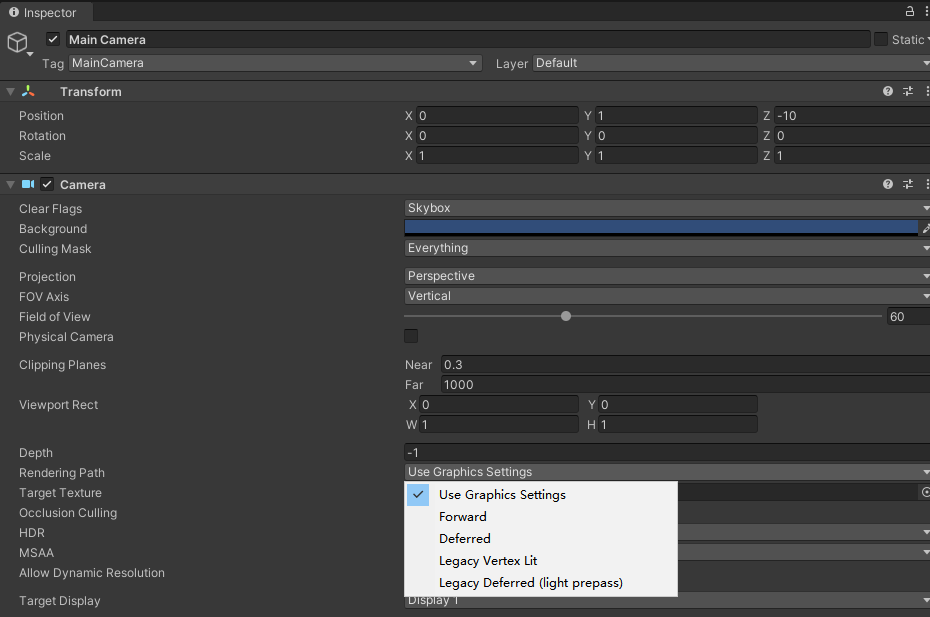 Inspector
Main Camera Static
Tag MainCamera Layer Default
Transform
Position X 0 Y 1 Z -10
Rotation X 0 Y 0 Z 0
Scale X 1 Y 1 Z 1
Camera
Clear Flags Skybox
Background
Culling Mask Everything
Projection Perspective
FOV Axis Vertical
Field of View 60
Physical Camera
Clipping Planes Near 0.3
Far 1000
Viewport Rect X 0 Y 0
W 1 H 1
Depth -1
Rendering Path Use Graphics Settings
Target Texture Use Graphics Settings
Occlusion Culling Forward
HDR Deferred
MSAA Legacy Vertex Lit
Allow Dynamic Resolution Legacy Deferred (light prepass)
Target Display Display 1